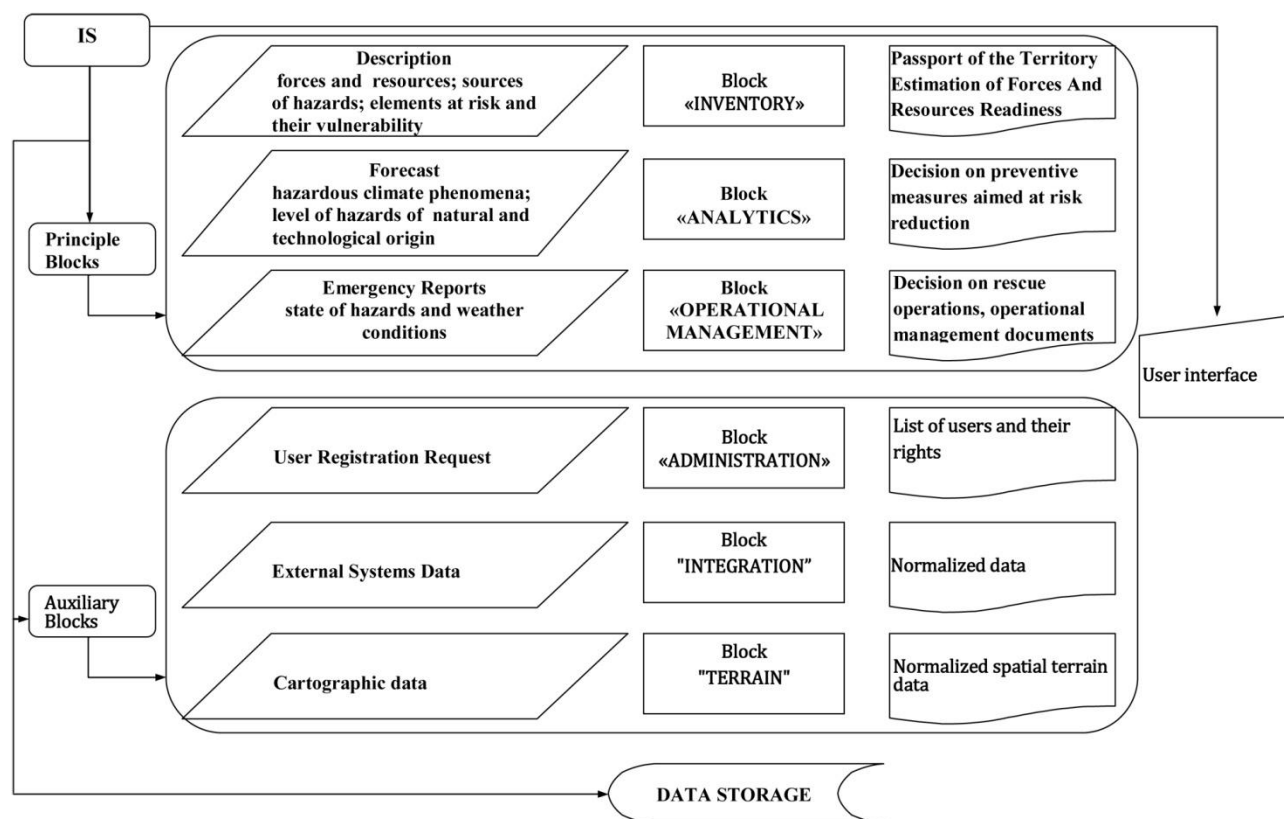 IS
Description
forces and resources; sources
of hazards; elements at risk and
their vulnerability
Block
«INVENTORY»
Passport of the Territory
Estimation of Forces And
Resources Readiness
Forecast
hazardous climate phenomena;
level of hazards of natural and
technological origin
Block
«ANALYTICS»
Decision on preventive
measures aimed at risk
reduction
Principle
Blocks
Emergency Reports
state of hazards and weather
conditions
Block
«OPERATIONAL
MANAGEMENT»
Decision on rescue
operations, operational
management documents
User interface
User Registration Request
Block
«ADMINISTRATION»
List of users and their
rights
External Systems Data
Block
"INTEGRATION”
Normalized data
Auxiliary
Blocks
Cartographic data
Block
"TERRAIN"
Normalized spatial terrain
data
DATA STORAGE